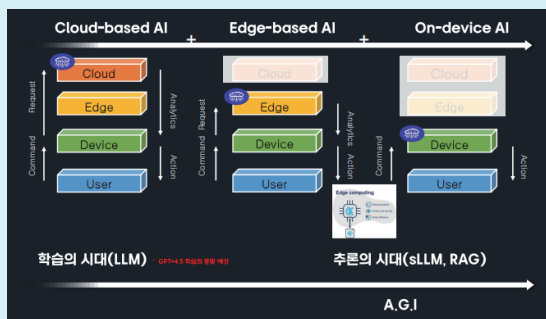 Cloud-based AI + Edge-based AI + On-device AI
Cloud
Edge
Device
User
Request
Command
Analytics
Action
Cloud
Edge
Device
User
Request
Command
Analytics
Action
Edge computing
Cloud
Edge
Device
User
Command
Action
학습의 시대(LLM)
추론의 시대(sLLM, RAG)
A.G.I